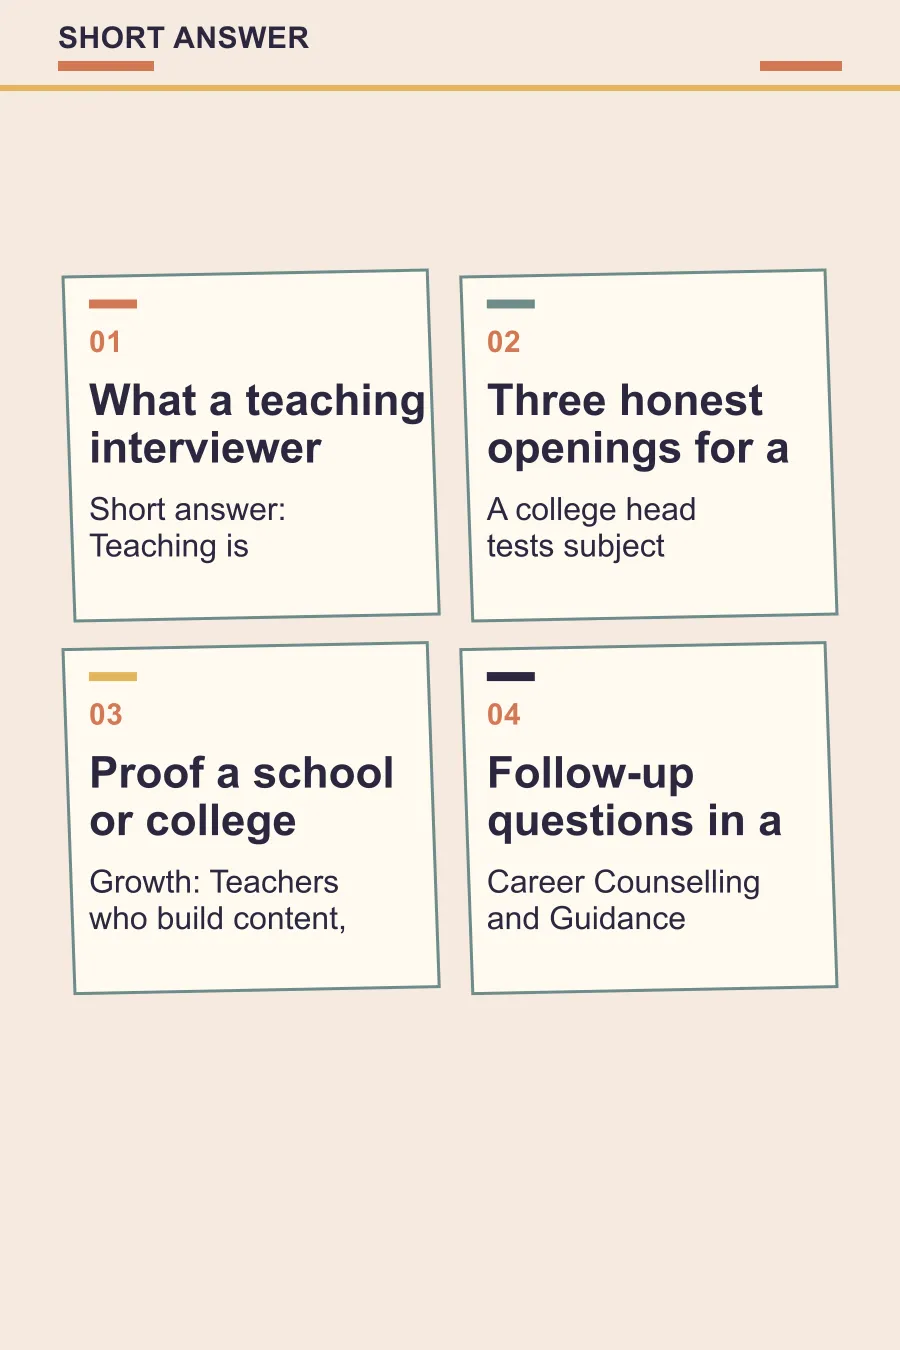 SHORT ANSWER
01
What a teaching
interviewer
Short answer:
Teaching is
02
Three honest
openings for a
A college head
tests subject
03
Proof a school
or college
Growth: Teachers
who build content,
04
Follow-up
questions in a
Career Counselling
and Guidance